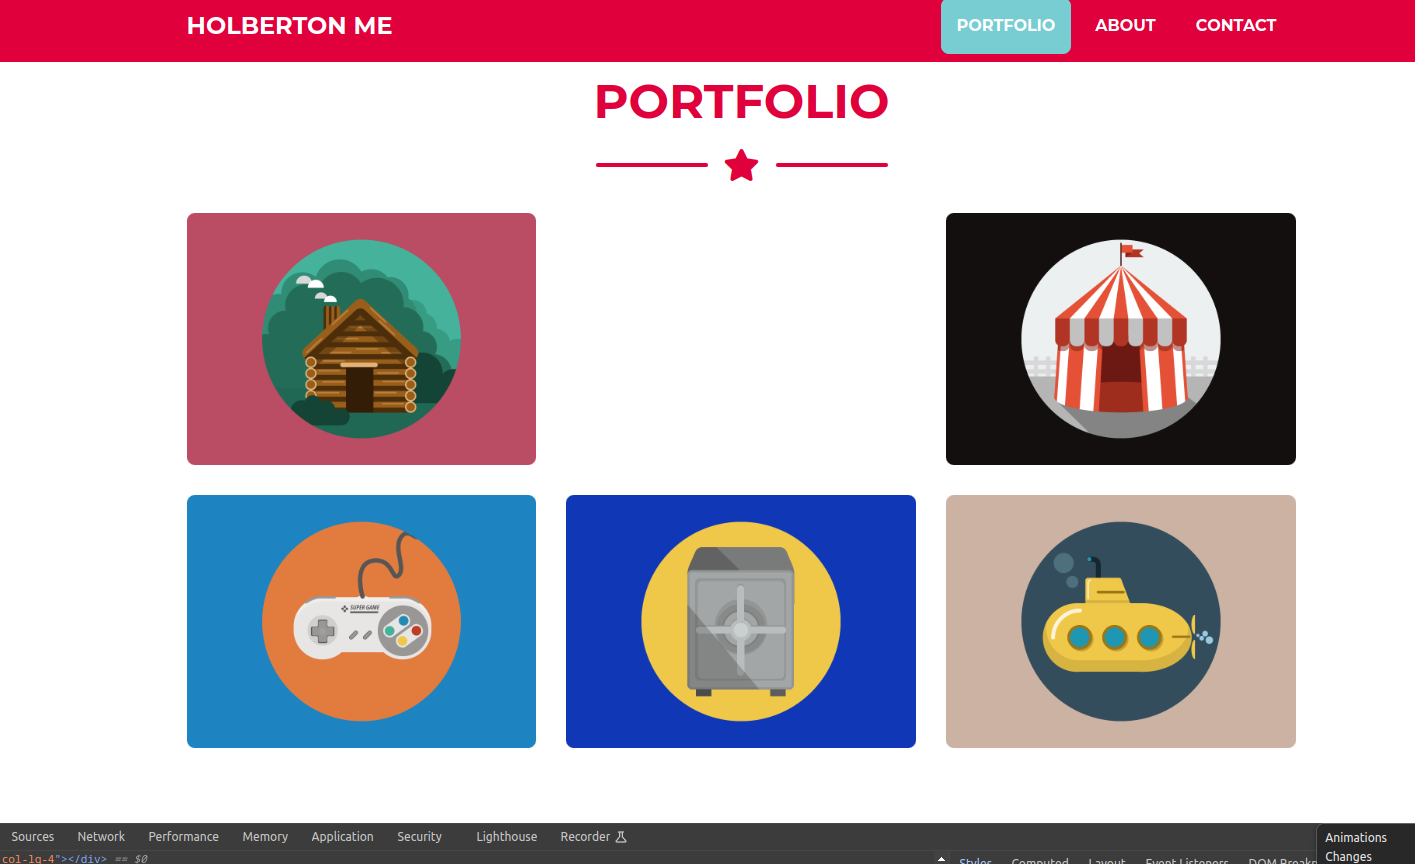 HOLBERTON ME
PORTFOLIO ABOUT CONTACT
PORTFOLIO
SUPER GAME
Sources Network Performance Memory Application Security Lighthouse Recorder
Animations
col-lg-4"></div> == $0
Styles Computed Layout Event Listeners DOM Breakp
Changes